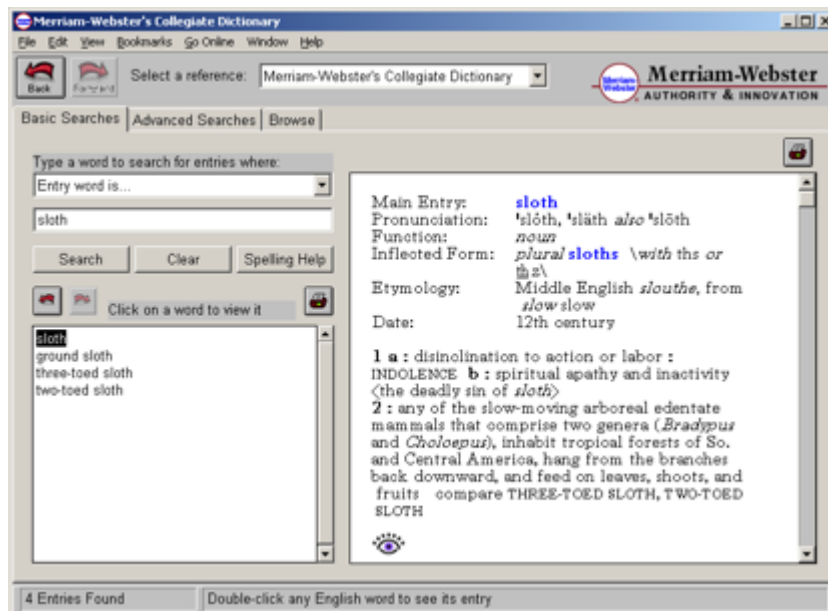 Merriam-Webster's Collegiate Dictionary
File Edit View Bookmarks Go Online Window Help
Back Forward Select a reference: Merriam-Webster's Collegiate Dictionary
Merriam-Webster
AUTHORITY & INNOVATION
Basic Searches Advanced Searches Browse
Type a word to search for entries where:
Entry word is...
sloth
Search Clear Spelling Help
Click on a word to view it
sloth
ground sloth
three-toed sloth
two-toed sloth
Main Entry: sloth
Pronunciation: 'slȯth, 'släth also 'slōth
Function: noun
Inflected Form: plural sloths \with ths or
t͟hz\
Etymology: Middle English slouthe, from
slow slow
Date: 12th century
1 a : disinclination to action or labor :
INDOLENCE b : spiritual apathy and inactivity
<the deadly sin of sloth>
2 : any of the slow-moving arboreal edentate
mammals that comprise two genera (Bradypus
and Choloepus), inhabit tropical forests of So.
and Central America, hang from the branches
back downward, and feed on leaves, shoots, and
fruits compare THREE-TOED SLOTH, TWO-TOED
SLOTH
4 Entries Found Double-click any English word to see its entry